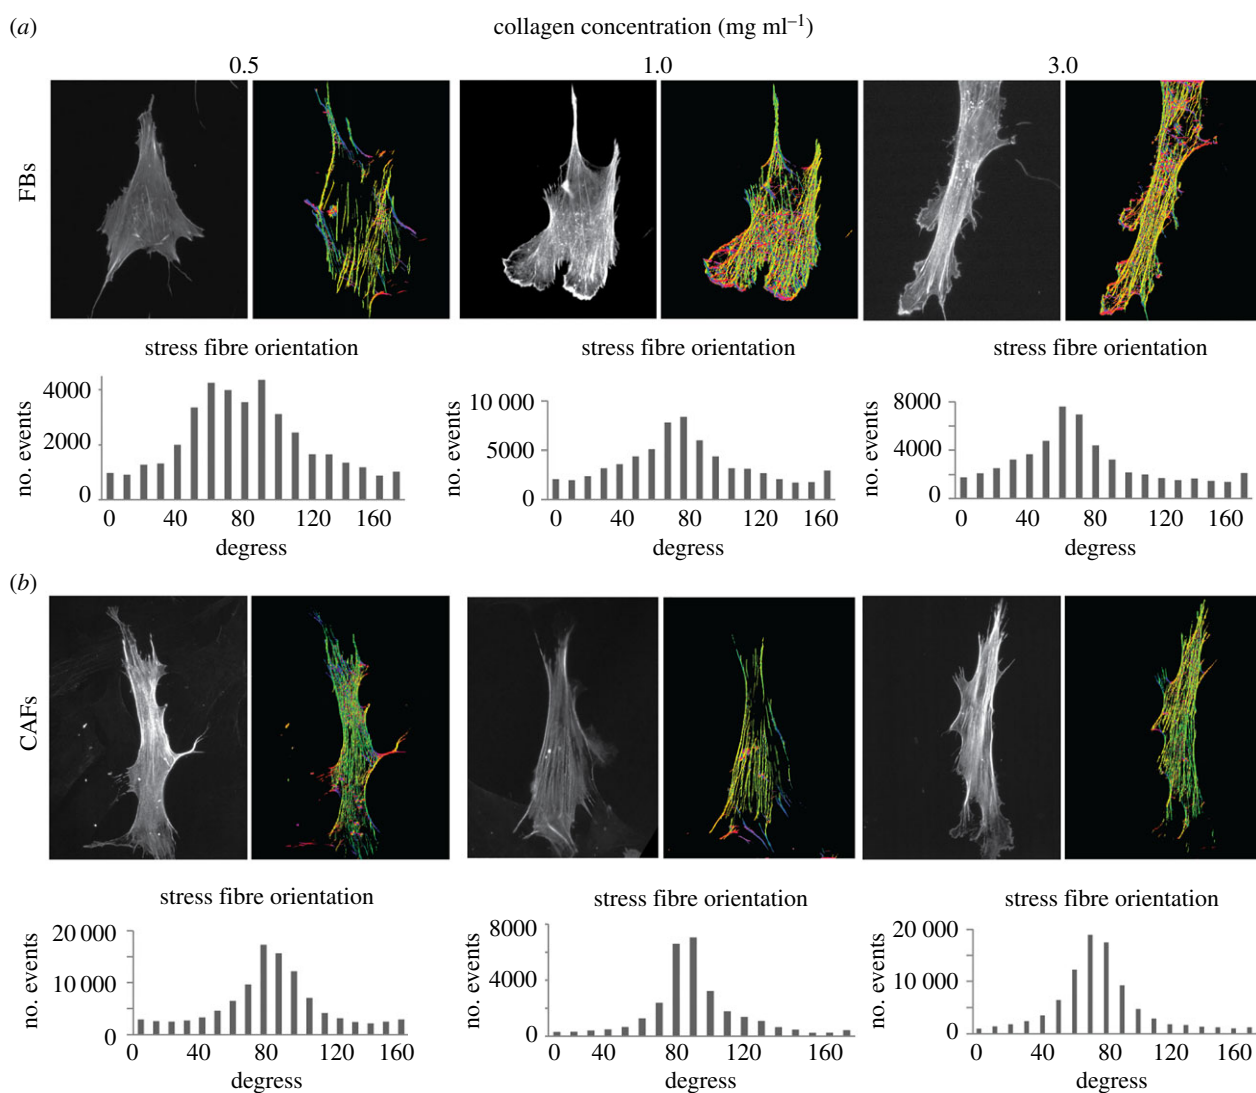 (a) collagen concentration (mg ml⁻¹)
0.5 1.0 3.0
FBs
stress fibre orientation stress fibre orientation stress fibre orientation
no. events
4000
2000
0
0 40 80 120 160
degress
no. events
10 000
5000
0
0 40 80 120 160
degress
no. events
8000
4000
0
0 40 80 120 160
degress
(b)
CAFs
stress fibre orientation stress fibre orientation stress fibre orientation
no. events
20 000
10 000
0
0 40 80 120 160
degress
no. events
8000
4000
0
0 40 80 120 160
degress
no. events
20 000
10 000
0
0 40 80 120 160
degress